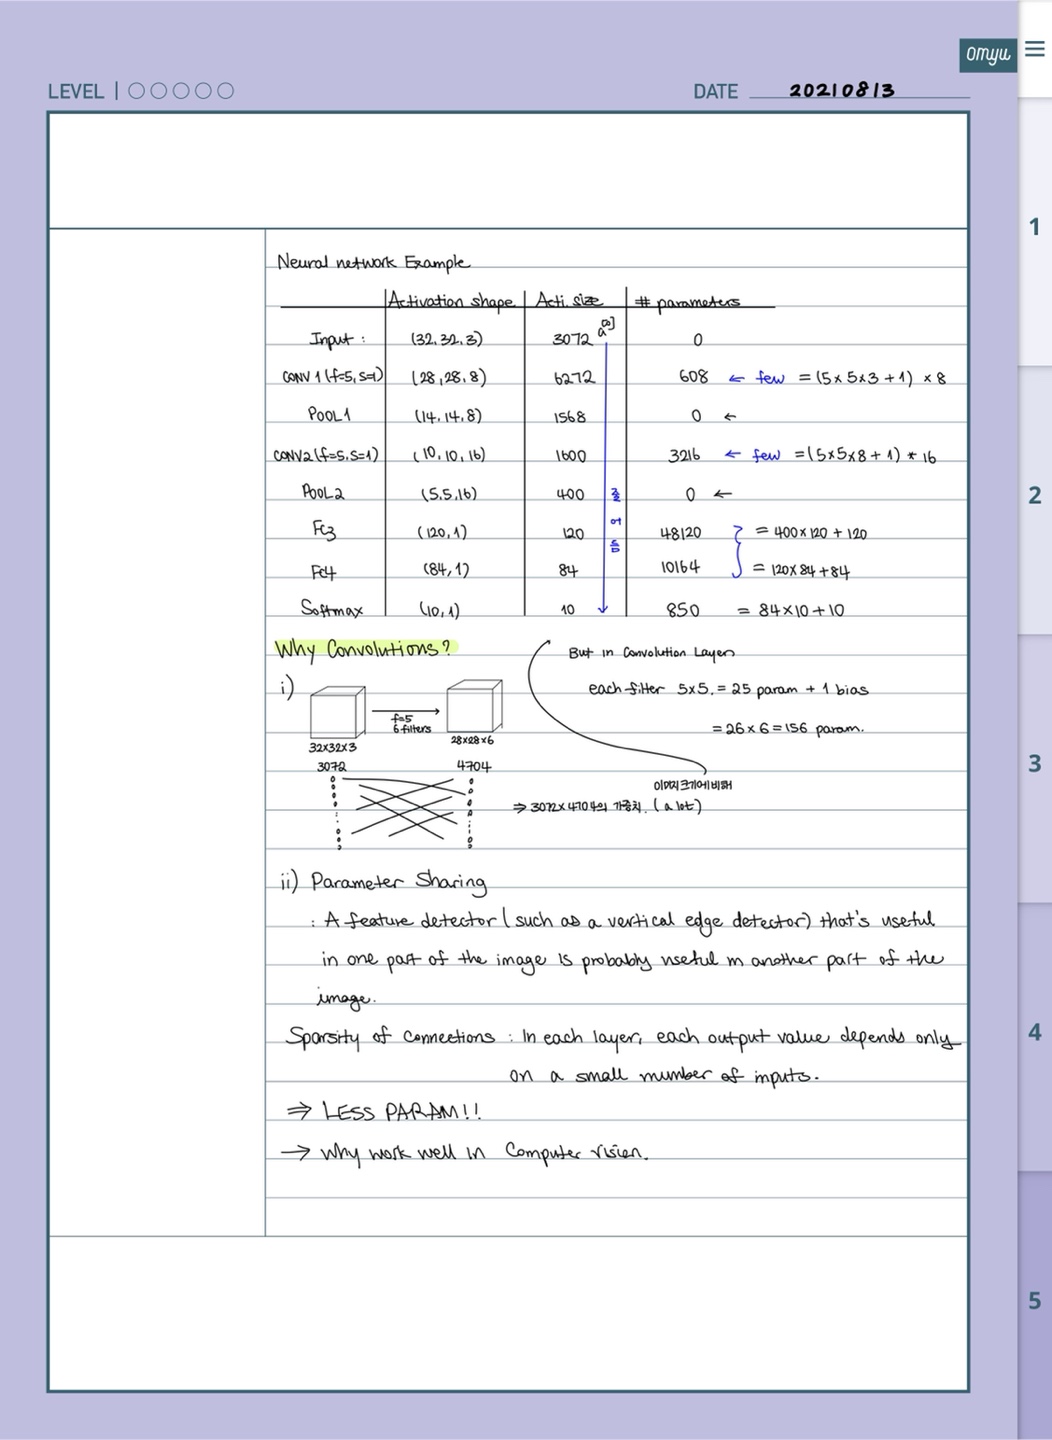 omyu
LEVEL
DATE 20210813
1
2
3
4
5
Neural network Example
Activation shape Acti. size # parameters
Input : (32,32,3) 3072 a[0] 0
CONV1 (f=5, s=1) (28,28,8) 6272 608 ← few = (5×5×3+1) × 8
POOL1 (14,14,8) 1568 0 ←
CONV2 (f=5, S=1) (10,10,16) 1600 3216 ← few = (5×5×8+1) * 16
POOL2 (5,5,16) 400 0 ←
FC3 (120,1) 120 48120 = 400×120+120
FC4 (84,1) 84 10164 = 120×84+84
Softmax (10,1) 10 850 = 84×10+10
Why Convolutions?
But in Convolution Layer
i)
each filter 5×5, = 25 param + 1 bias
f=5
6 filters
= 26×6 = 156 param.
32×32×3 28×28×6
3072 4704
이미지크기에 비해
⇒ 3072×4704의 가중치. (a lot)
ii) Parameter Sharing
: A feature detector (such as a vertical edge detector) that's useful
in one part of the image is probably useful in another part of the
image.
Sparsity of connections : In each layer, each output value depends only
on a small number of inputs.
⇒ LESS PARAM!!
→ Why work well in Computer vision.